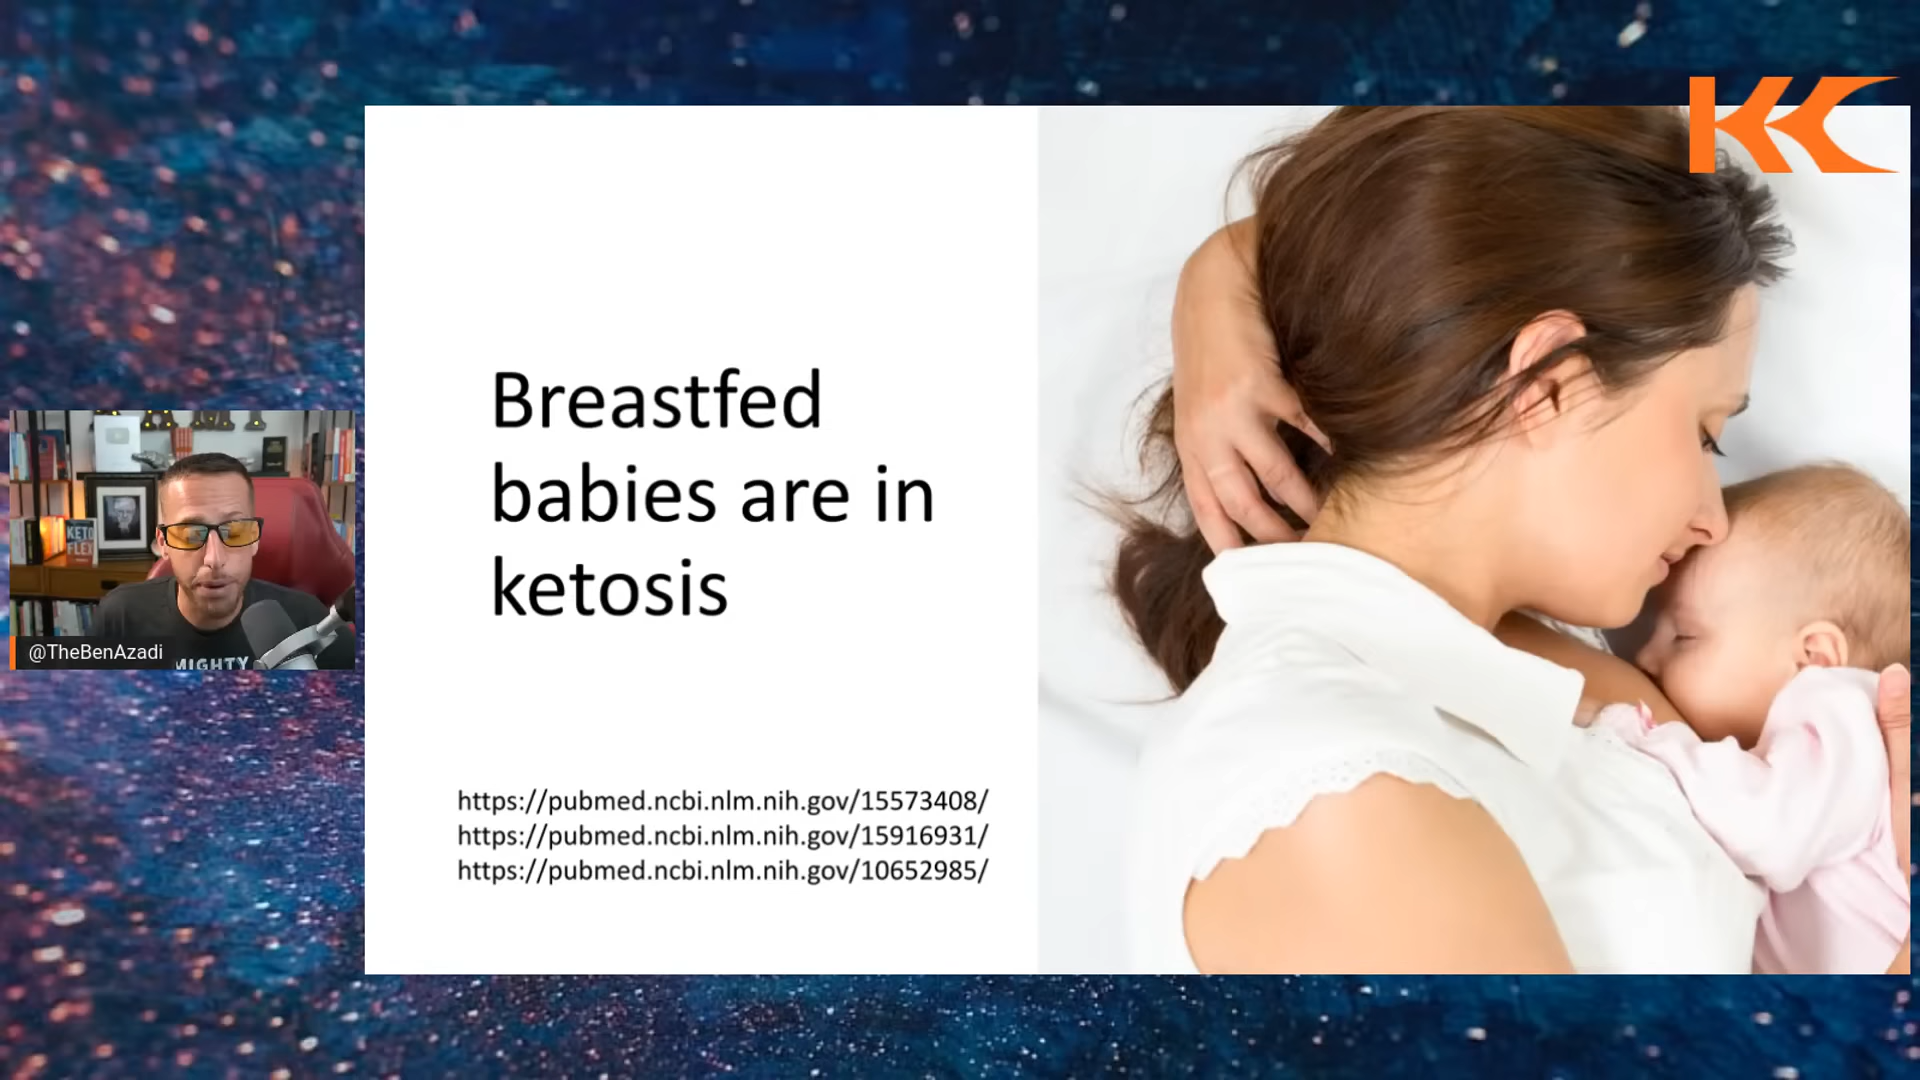 Breastfed
babies are in
ketosis
https://pubmed.ncbi.nlm.nih.gov/15573408/
https://pubmed.ncbi.nlm.nih.gov/15916931/
https://pubmed.ncbi.nlm.nih.gov/10652985/
KETO
FLEX
@TheBenAzadi
MIGHTY